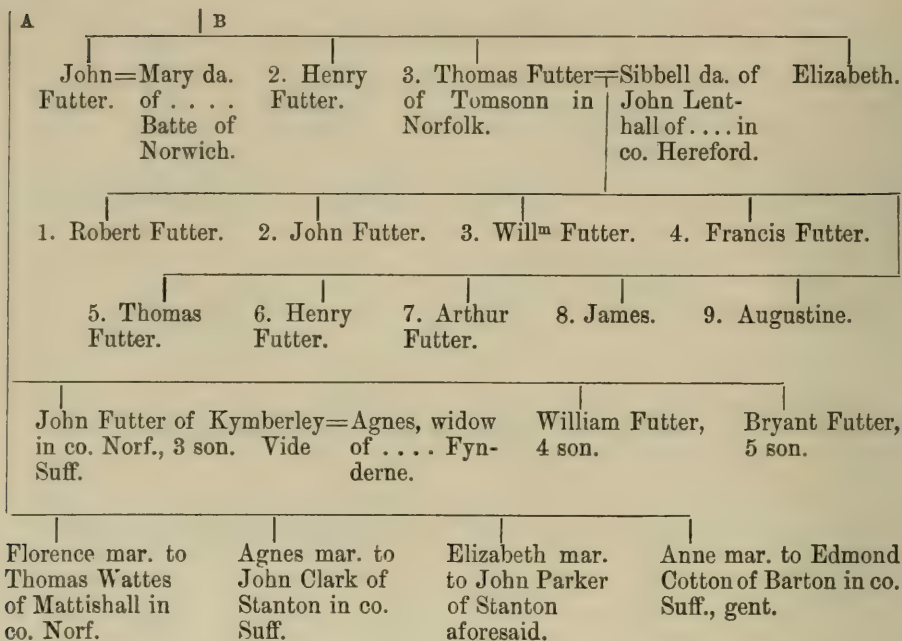 A
B
John=Mary da.
Futter. of . . . .
Batte of
Norwich.
2. Henry
Futter.
3. Thomas Futter=Sibbell da. of
of Tomsonn in John Lent-
Norfolk. hall of .... in
co. Hereford.
Elizabeth.
1. Robert Futter.
2. John Futter.
3. Willm Futter.
4. Francis Futter.
5. Thomas
Futter.
6. Henry
Futter.
7. Arthur
Futter.
8. James.
9. Augustine.
John Futter of Kymberley=Agnes, widow
in co. Norf., 3 son. Vide of .... Fyn-
Suff. derne.
William Futter,
4 son.
Bryant Futter,
5 son.
Florence mar. to
Thomas Wattes
of Mattishall in
co. Norf.
Agnes mar. to
John Clark of
Stanton in co.
Suff.
Elizabeth mar.
to John Parker
of Stanton
aforesaid.
Anne mar. to Edmond
Cotton of Barton in co.
Suff., gent.